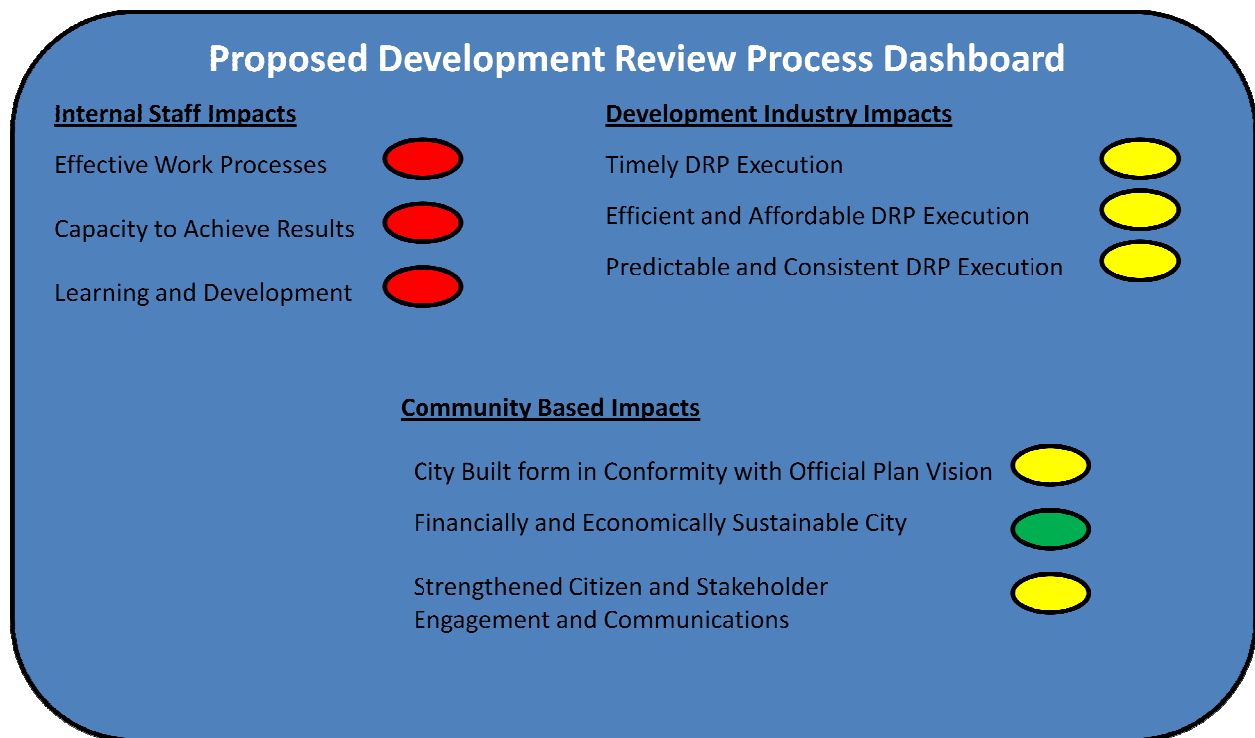 Proposed Development Review Process Dashboard
Internal Staff Impacts
Effective Work Processes
Capacity to Achieve Results
Learning and Development
Development Industry Impacts
Timely DRP Execution
Efficient and Affordable DRP Execution
Predictable and Consistent DRP Execution
Community Based Impacts
City Built form in Conformity with Official Plan Vision
Financially and Economically Sustainable City
Strengthened Citizen and Stakeholder
Engagement and Communications